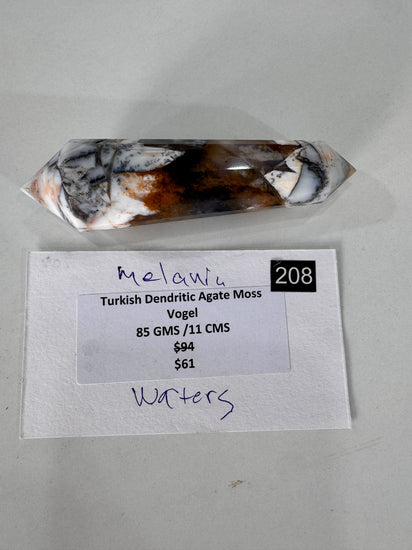 Melania
208
Turkish Dendritic Agate Moss
Vogel
85 GMS /11 CMS
$94
$61
Waters